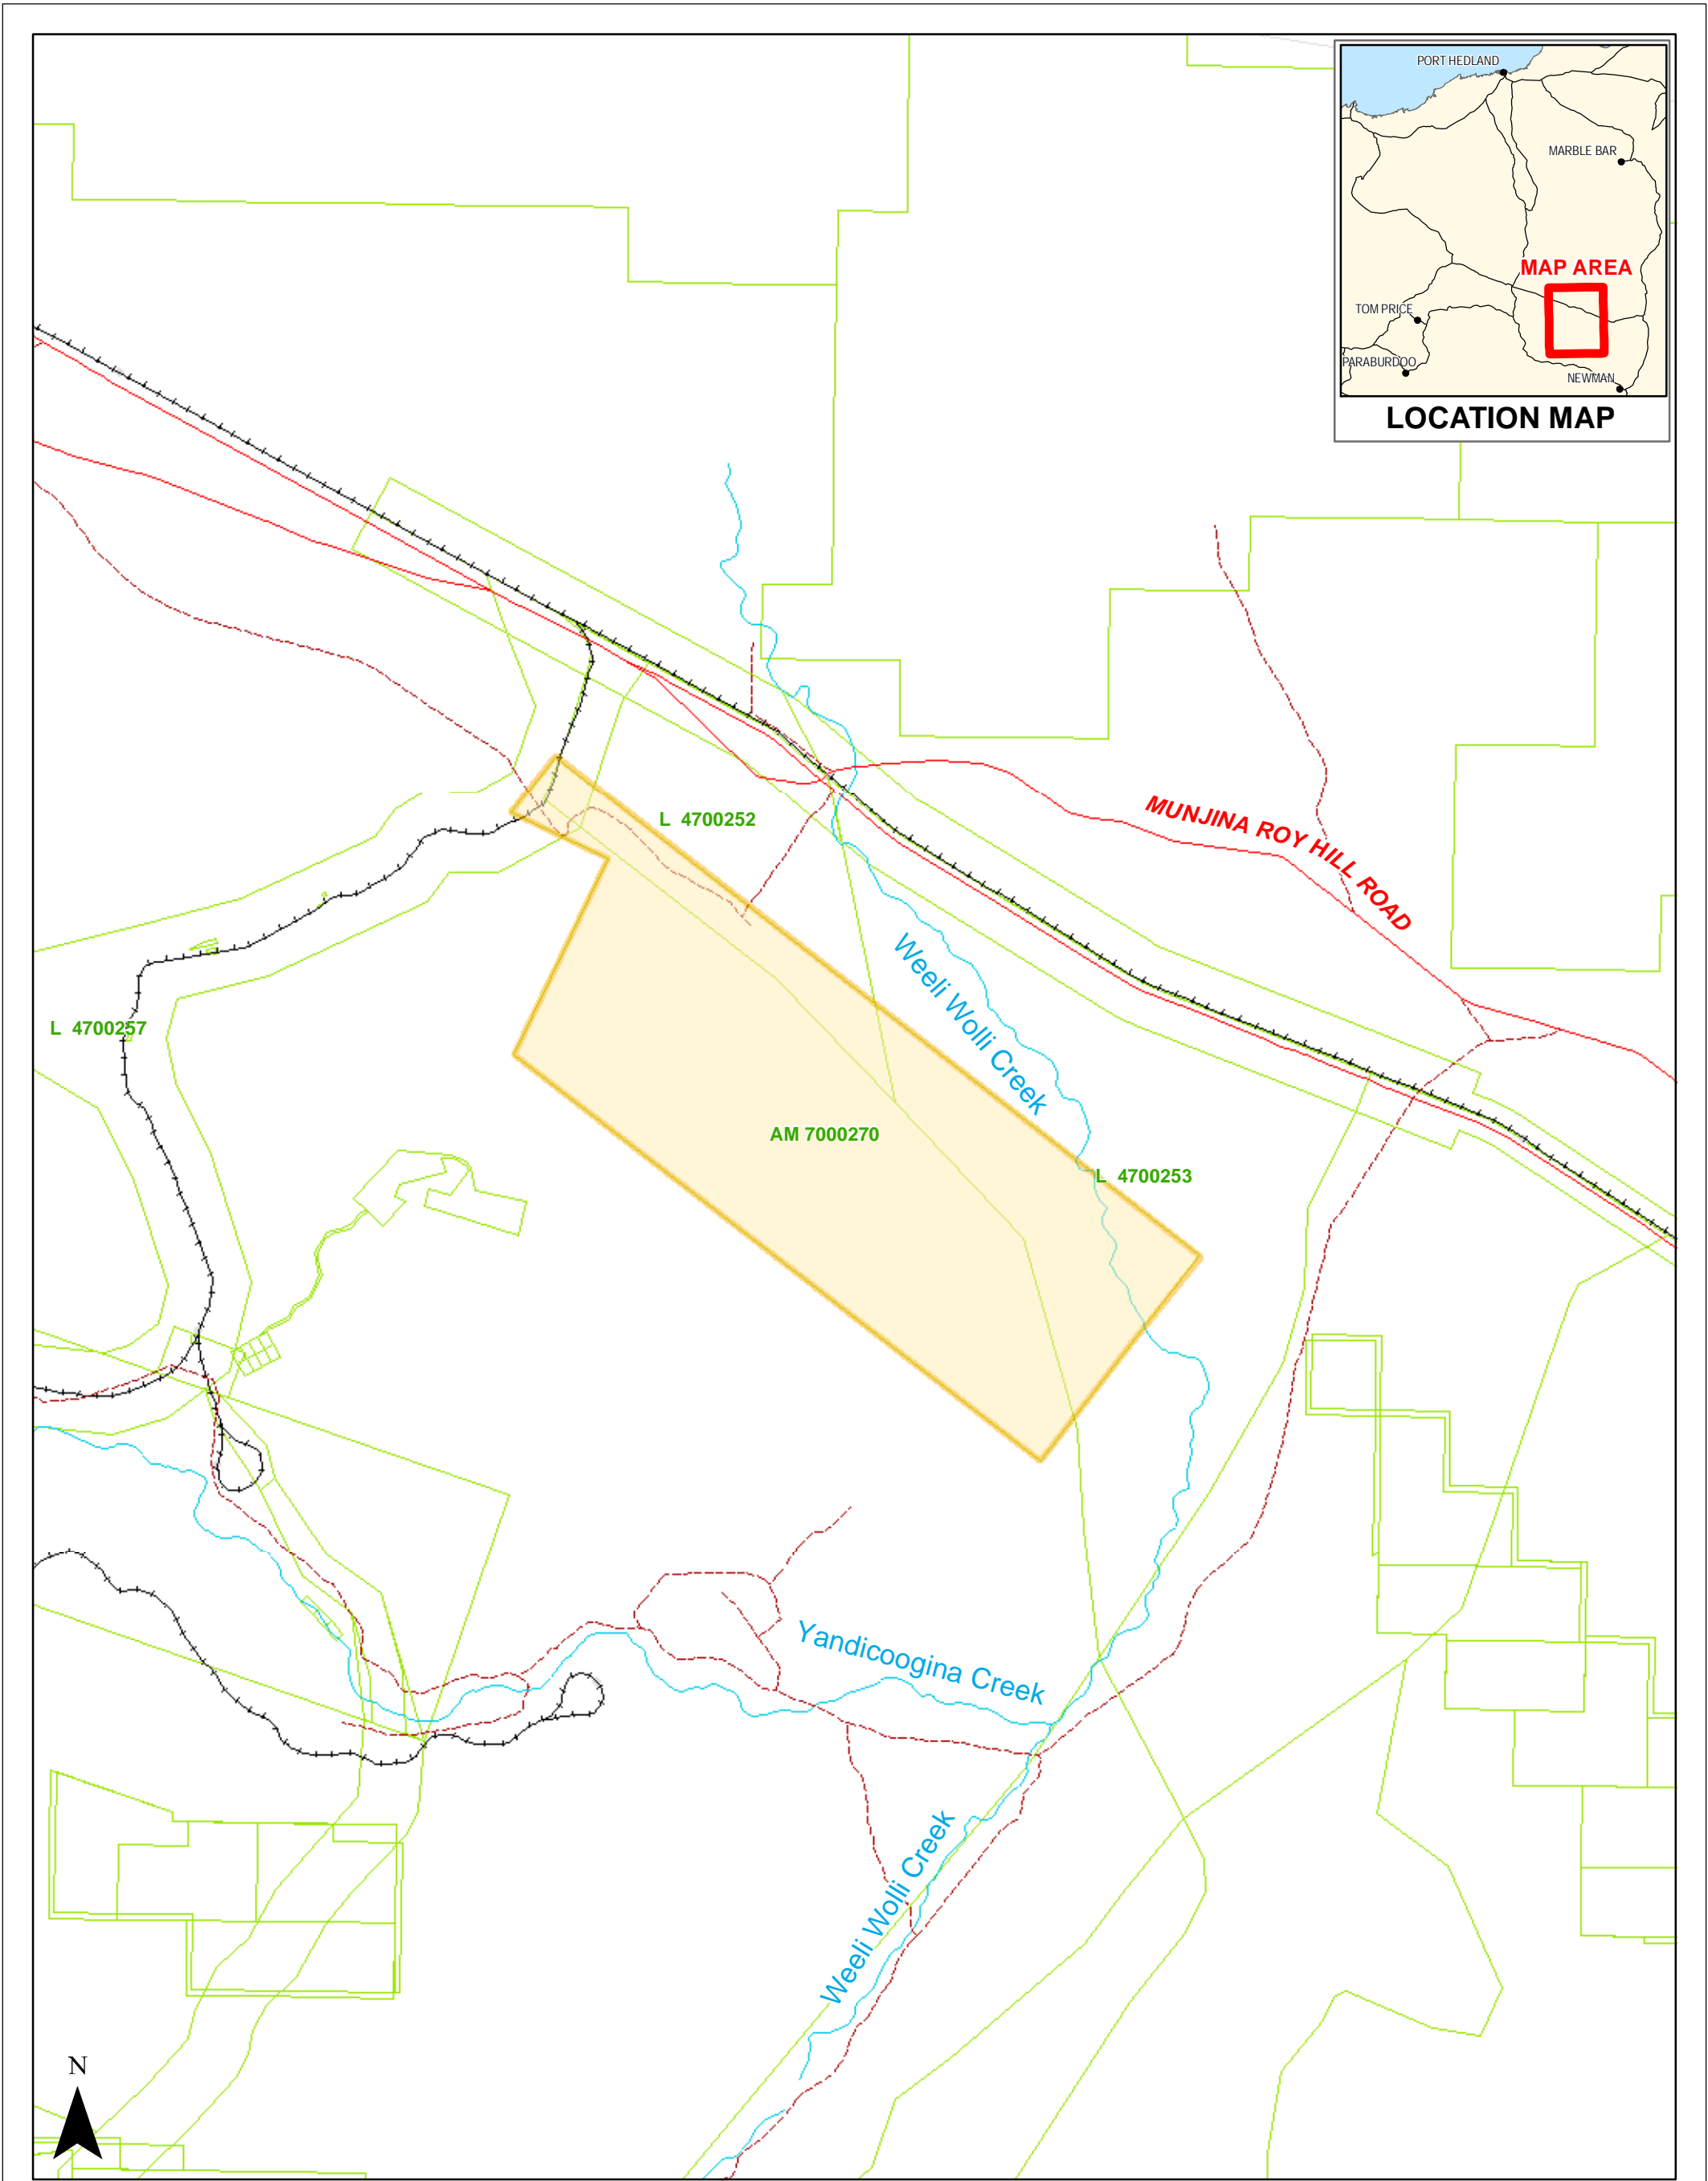 PORT HEDLAND
MARBLE BAR
MAP AREA
TOM PRICE
PARABURDOO
NEWMAN
LOCATION MAP
L 4700252
MUNJINA ROY HILL ROAD
Weeli Wolli Creek
L 4700257
AM 7000270
L 4700253
Yandicoogina Creek
Weeli Wolli Creek
N